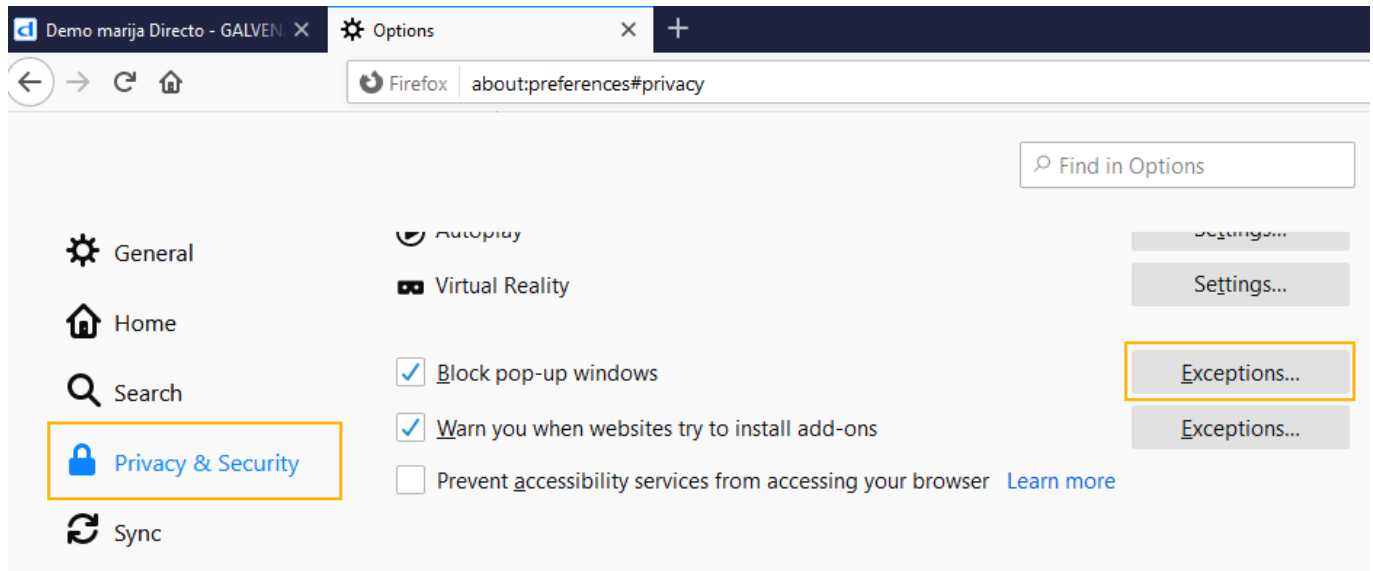 Demo marija Directo - GALVEN
Options
Firefox about:preferences#privacy
Find in Options
General
Home
Search
Privacy & Security
Sync
Autoplay Settings...
Virtual Reality Settings...
Block pop-up windows Exceptions...
Warn you when websites try to install add-ons Exceptions...
Prevent accessibility services from accessing your browser Learn more